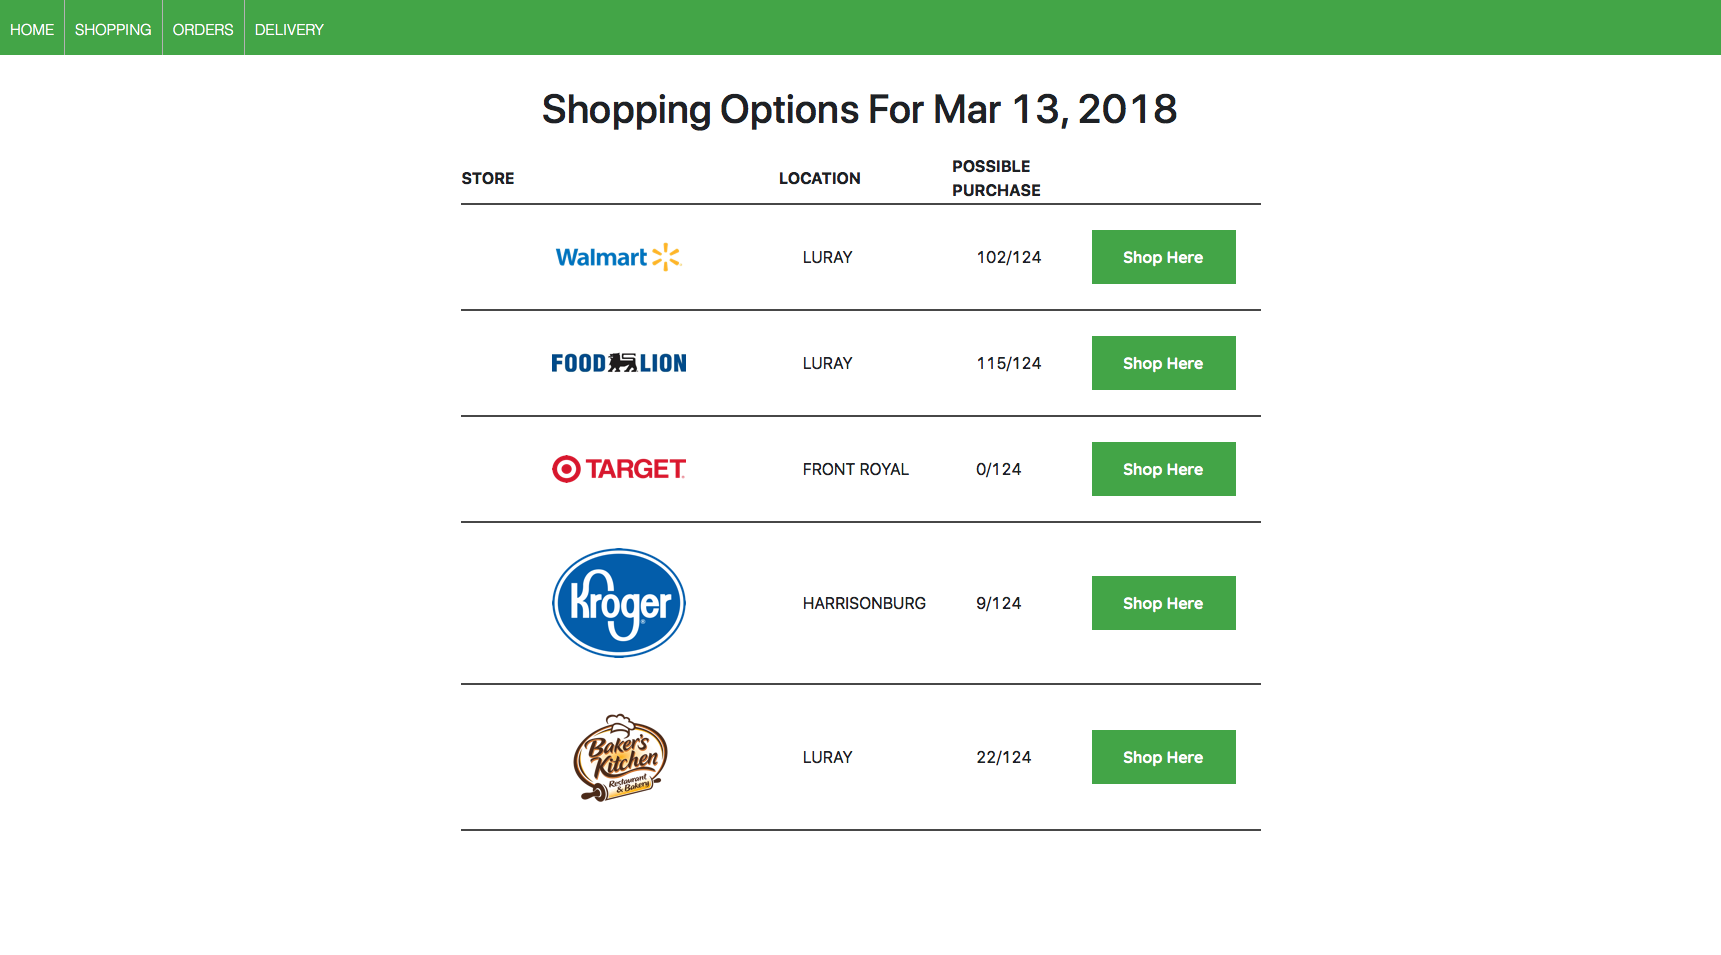 HOME SHOPPING ORDERS DELIVERY
Shopping Options For Mar 13, 2018
STORE LOCATION POSSIBLE PURCHASE
Walmart LURAY 102/124 Shop Here
FOOD LION LURAY 115/124 Shop Here
TARGET FRONT ROYAL 0/124 Shop Here
Kroger HARRISONBURG 9/124 Shop Here
Baker's
Kitchen
Restaurant
& Bakery
LURAY 22/124 Shop Here